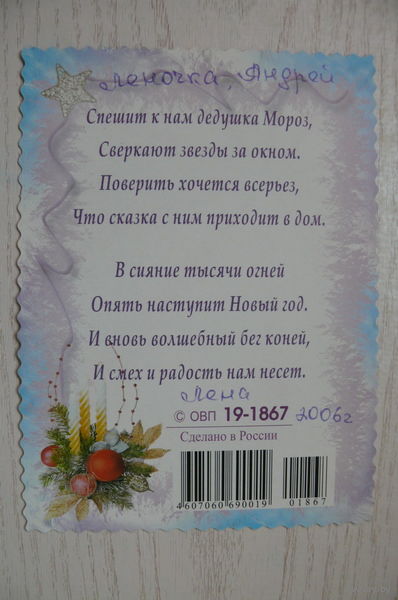 Леночка, Андрей
Спешит к нам дедушка Мороз,
Сверкают звезды за окном.
Поверить хочется всерьез,
Что сказка с ним приходит в дом.
В сияние тысячи огней
Опять наступит Новый год.
И вновь волшебный бег коней,
И смех и радость нам несет.
Лена
© ОВП 19-1867 2006г
Сделано в России
4607060690019 01867